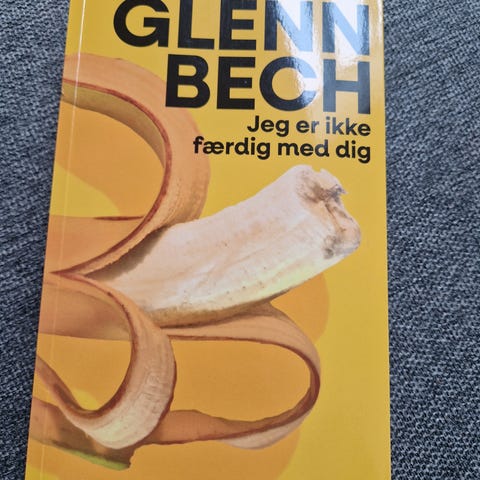 GLENN
BECH
Jeg er ikke
færdig med dig